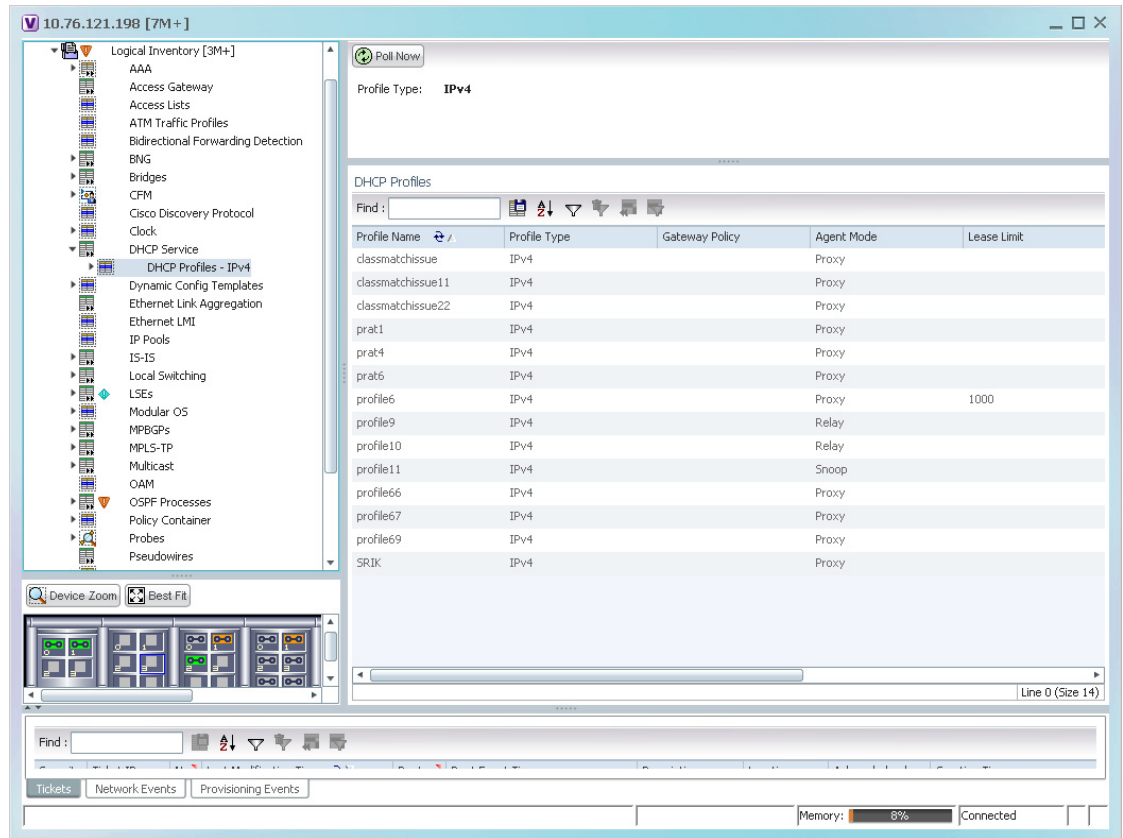 10.76.121.198 [7M+]
Logical Inventory [3M+]
AAA
Access Gateway
Access Lists
ATM Traffic Profiles
Bidirectional Forwarding Detection
BNG
Bridges
CFM
Cisco Discovery Protocol
Clock
DHCP Service
DHCP Profiles - IPv4
Dynamic Config Templates
Ethernet Link Aggregation
Ethernet LMI
IP Pools
IS-IS
Local Switching
LSEs
Modular OS
MPBGPs
MPLS-TP
Multicast
OAM
OSPF Processes
Policy Container
Probes
Pseudowires
Device Zoom Best Fit
Poll Now
Profile Type: IPv4
DHCP Profiles
Find :
Profile Name Profile Type Gateway Policy Agent Mode Lease Limit
classmatchissue IPv4 Proxy
classmatchissue11 IPv4 Proxy
classmatchissue22 IPv4 Proxy
prat1 IPv4 Proxy
prat4 IPv4 Proxy
prat6 IPv4 Proxy
profile6 IPv4 Proxy 1000
profile9 IPv4 Relay
profile10 IPv4 Relay
profile11 IPv4 Snoop
profile66 IPv4 Proxy
profile67 IPv4 Proxy
profile69 IPv4 Proxy
SRIK IPv4 Proxy
Line 0 (Size 14)
Find :
Tickets Network Events Provisioning Events
Memory: 8% Connected